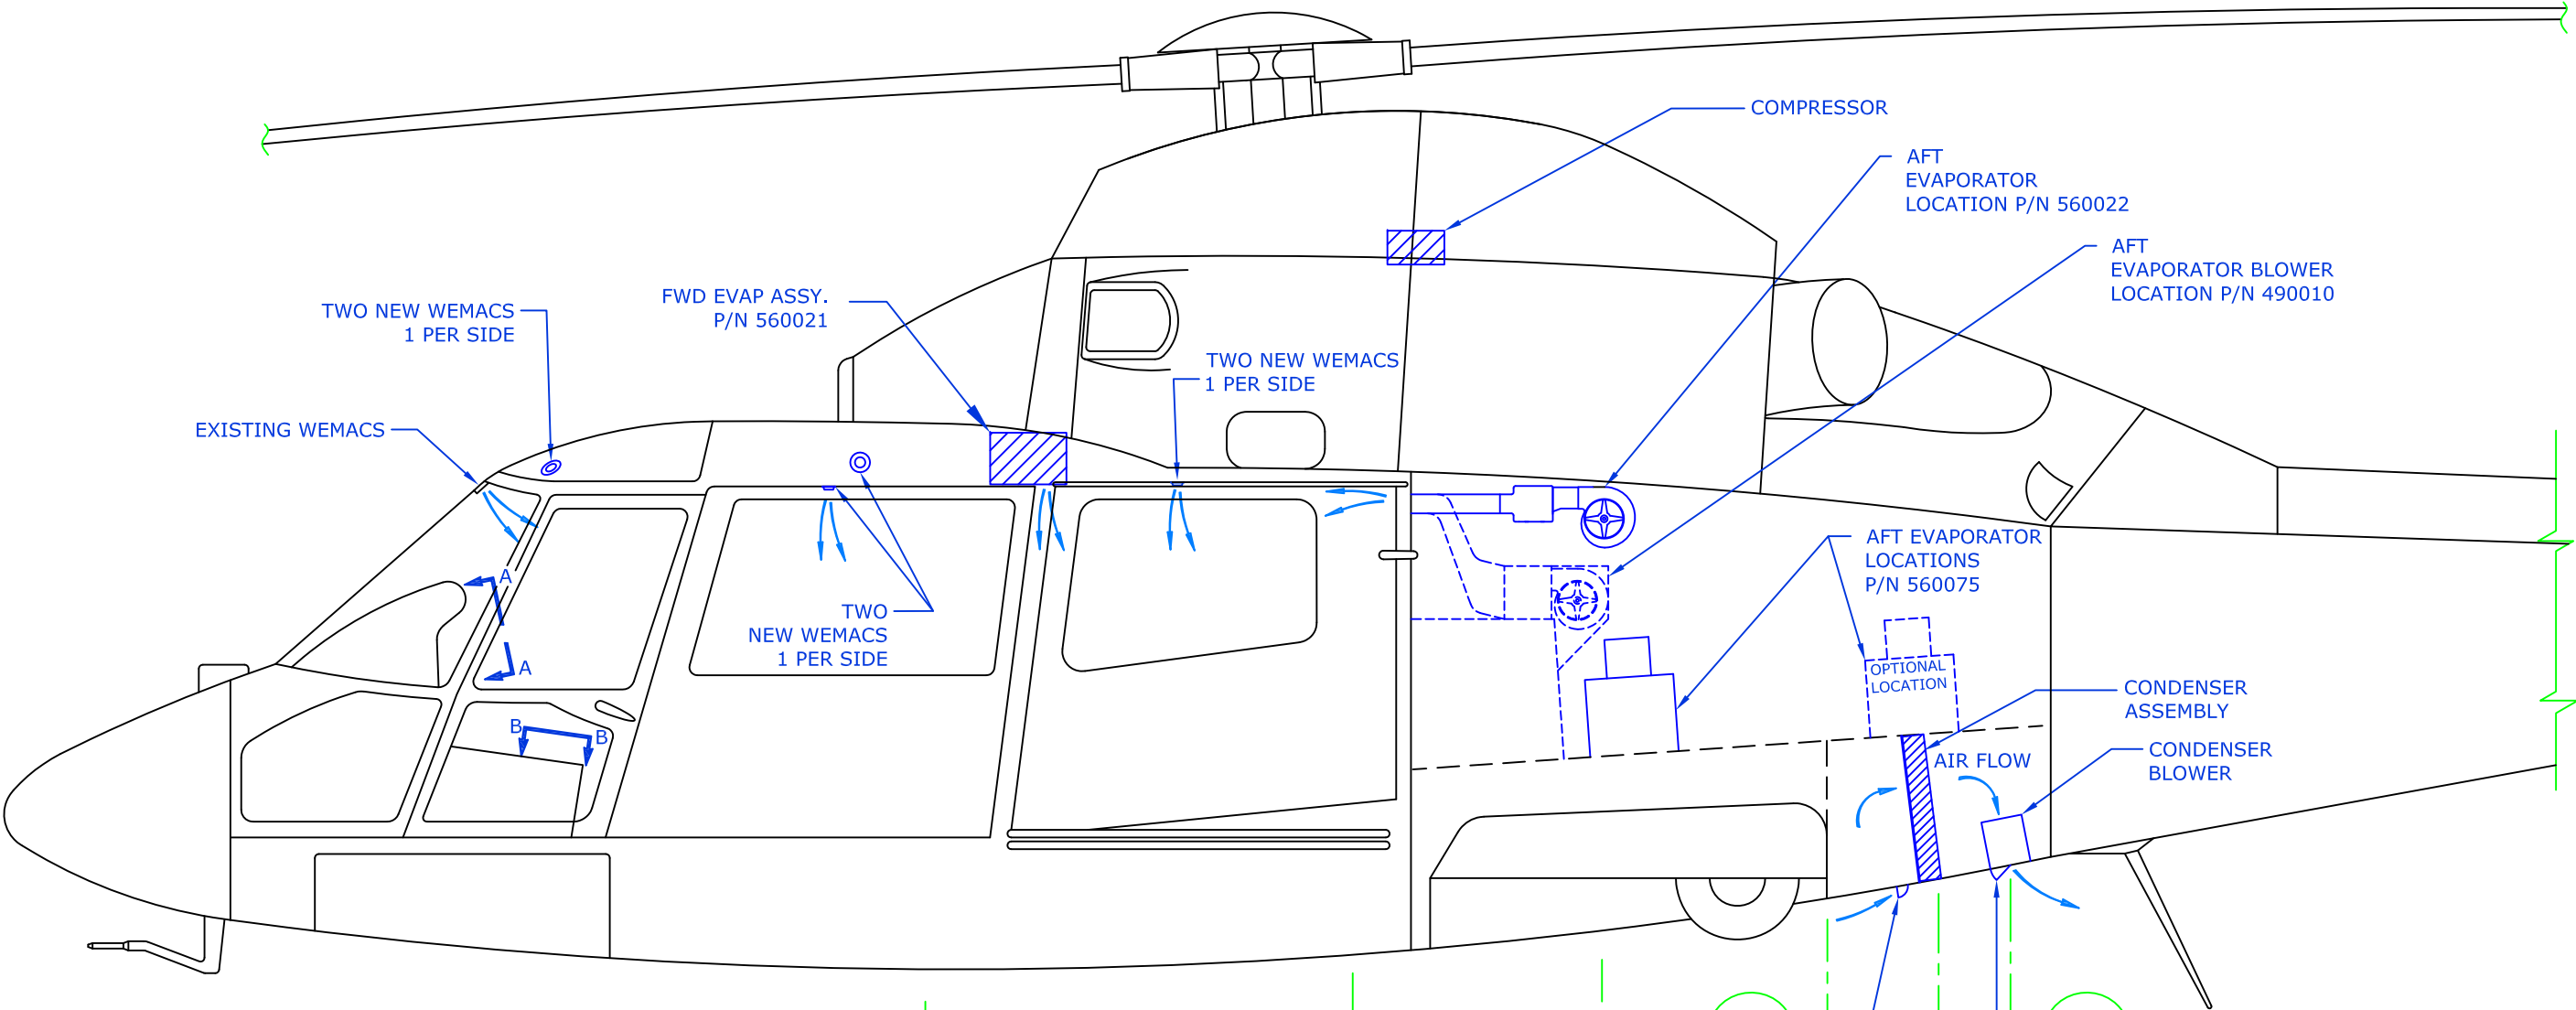 COMPRESSOR
AFT
EVAPORATOR
LOCATION P/N 560022
AFT
EVAPORATOR BLOWER
LOCATION P/N 490010
FWD EVAP ASSY.
P/N 560021
TWO NEW WEMACS
1 PER SIDE
TWO NEW WEMACS
1 PER SIDE
EXISTING WEMACS
AFT EVAPORATOR
LOCATIONS
P/N 560075
A
A
TWO
NEW WEMACS
1 PER SIDE
OPTIONAL
LOCATION
CONDENSER
ASSEMBLY
B
B
CONDENSER
BLOWER
AIR FLOW